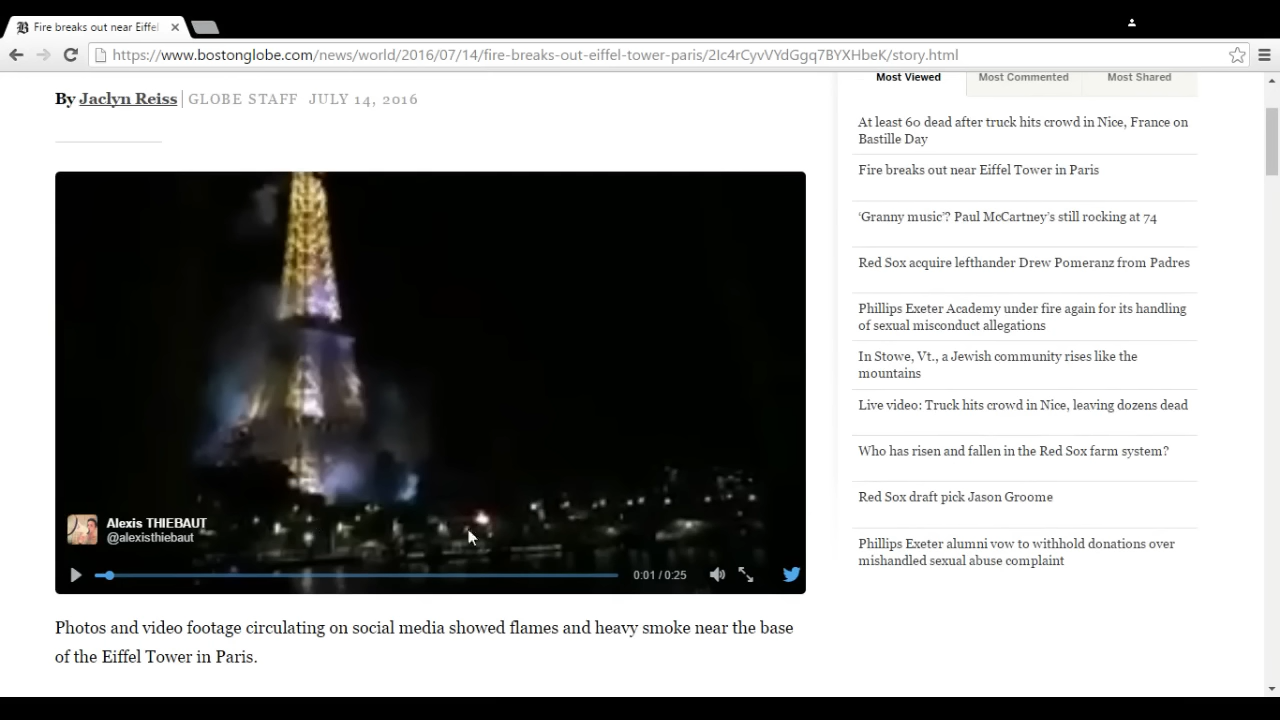 Fire breaks out near Eiffel
https://www.bostonglobe.com/news/world/2016/07/14/fire-breaks-out-eiffel-tower-paris/2Ic4rCyvVYdGgq7BYXHbeK/story.html
By Jaclyn Reiss GLOBE STAFF JULY 14, 2016
Alexis THIEBAUT
@alexisthiebaut
0:01 / 0:25
Photos and video footage circulating on social media showed flames and heavy smoke near the base
of the Eiffel Tower in Paris.
Most Viewed Most Commented Most Shared
At least 60 dead after truck hits crowd in Nice, France on
Bastille Day
Fire breaks out near Eiffel Tower in Paris
‘Granny music’? Paul McCartney’s still rocking at 74
Red Sox acquire lefthander Drew Pomeranz from Padres
Phillips Exeter Academy under fire again for its handling
of sexual misconduct allegations
In Stowe, Vt., a Jewish community rises like the
mountains
Live video: Truck hits crowd in Nice, leaving dozens dead
Who has risen and fallen in the Red Sox farm system?
Red Sox draft pick Jason Groome
Phillips Exeter alumni vow to withhold donations over
mishandled sexual abuse complaint